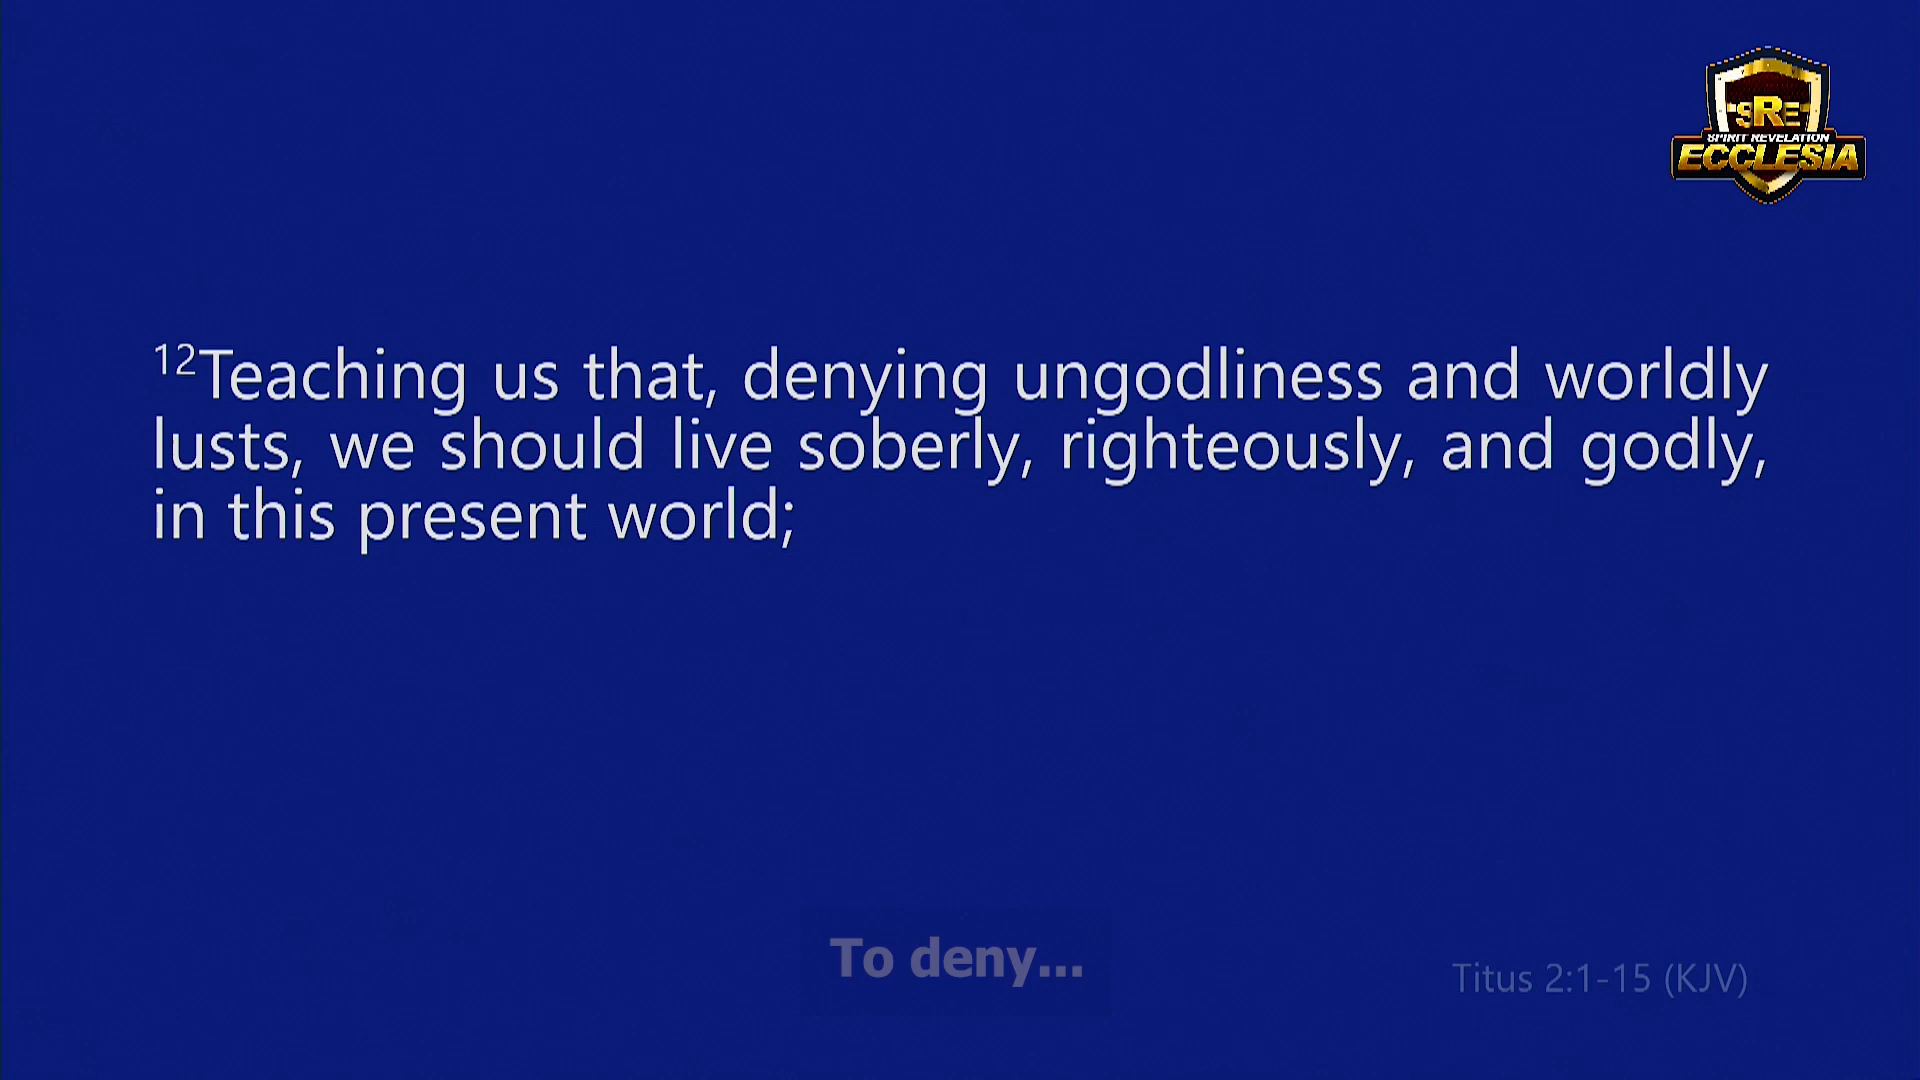 SRE
SPIRIT REVELATION
ECCLESIA
12Teaching us that, denying ungodliness and worldly
lusts, we should live soberly, righteously, and godly,
in this present world;
To deny...
Titus 2:1-15 (KJV)